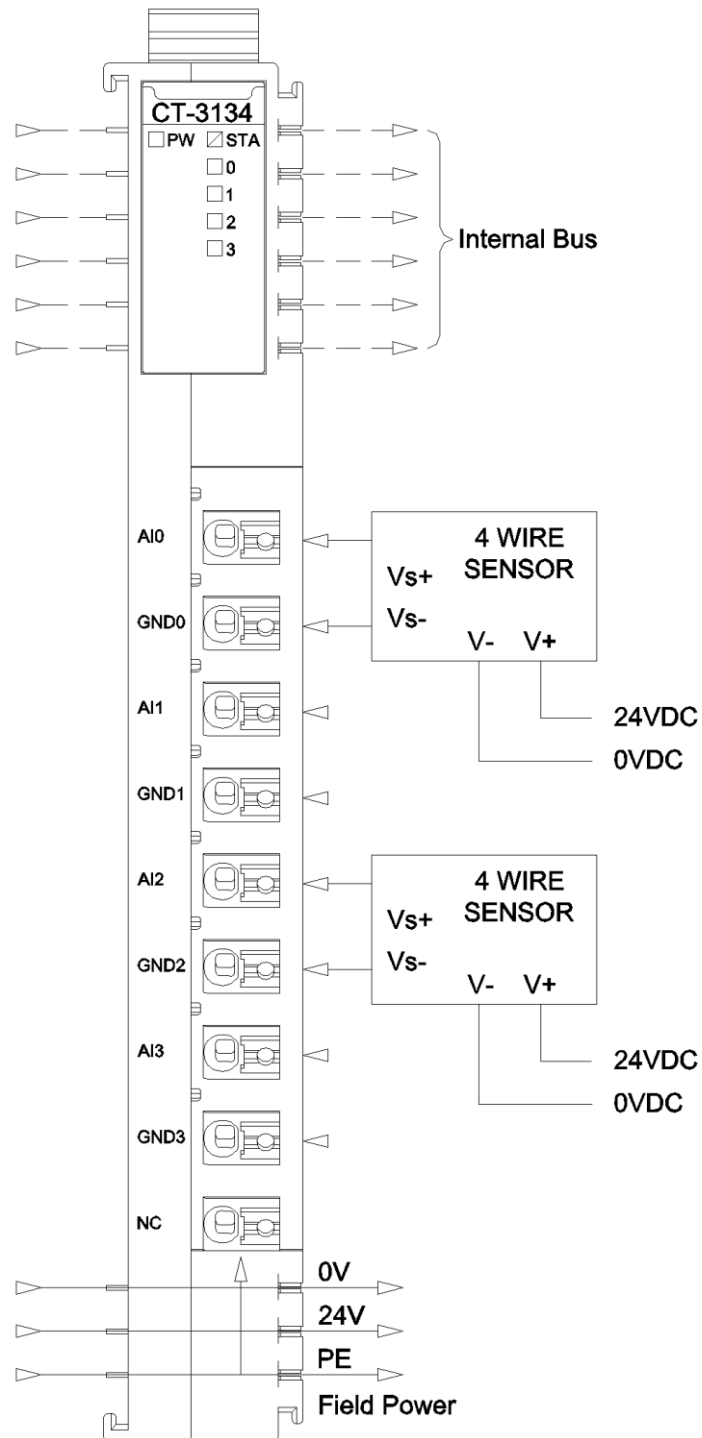 CT-3134
PW STA
0
1
2
3
Internal Bus
AI0
GND0
AI1
GND1
AI2
GND2
AI3
GND3
NC
4 WIRE
SENSOR
Vs+
Vs-
V- V+
24VDC
0VDC
4 WIRE
SENSOR
Vs+
Vs-
V- V+
24VDC
0VDC
0V
24V
PE
Field Power